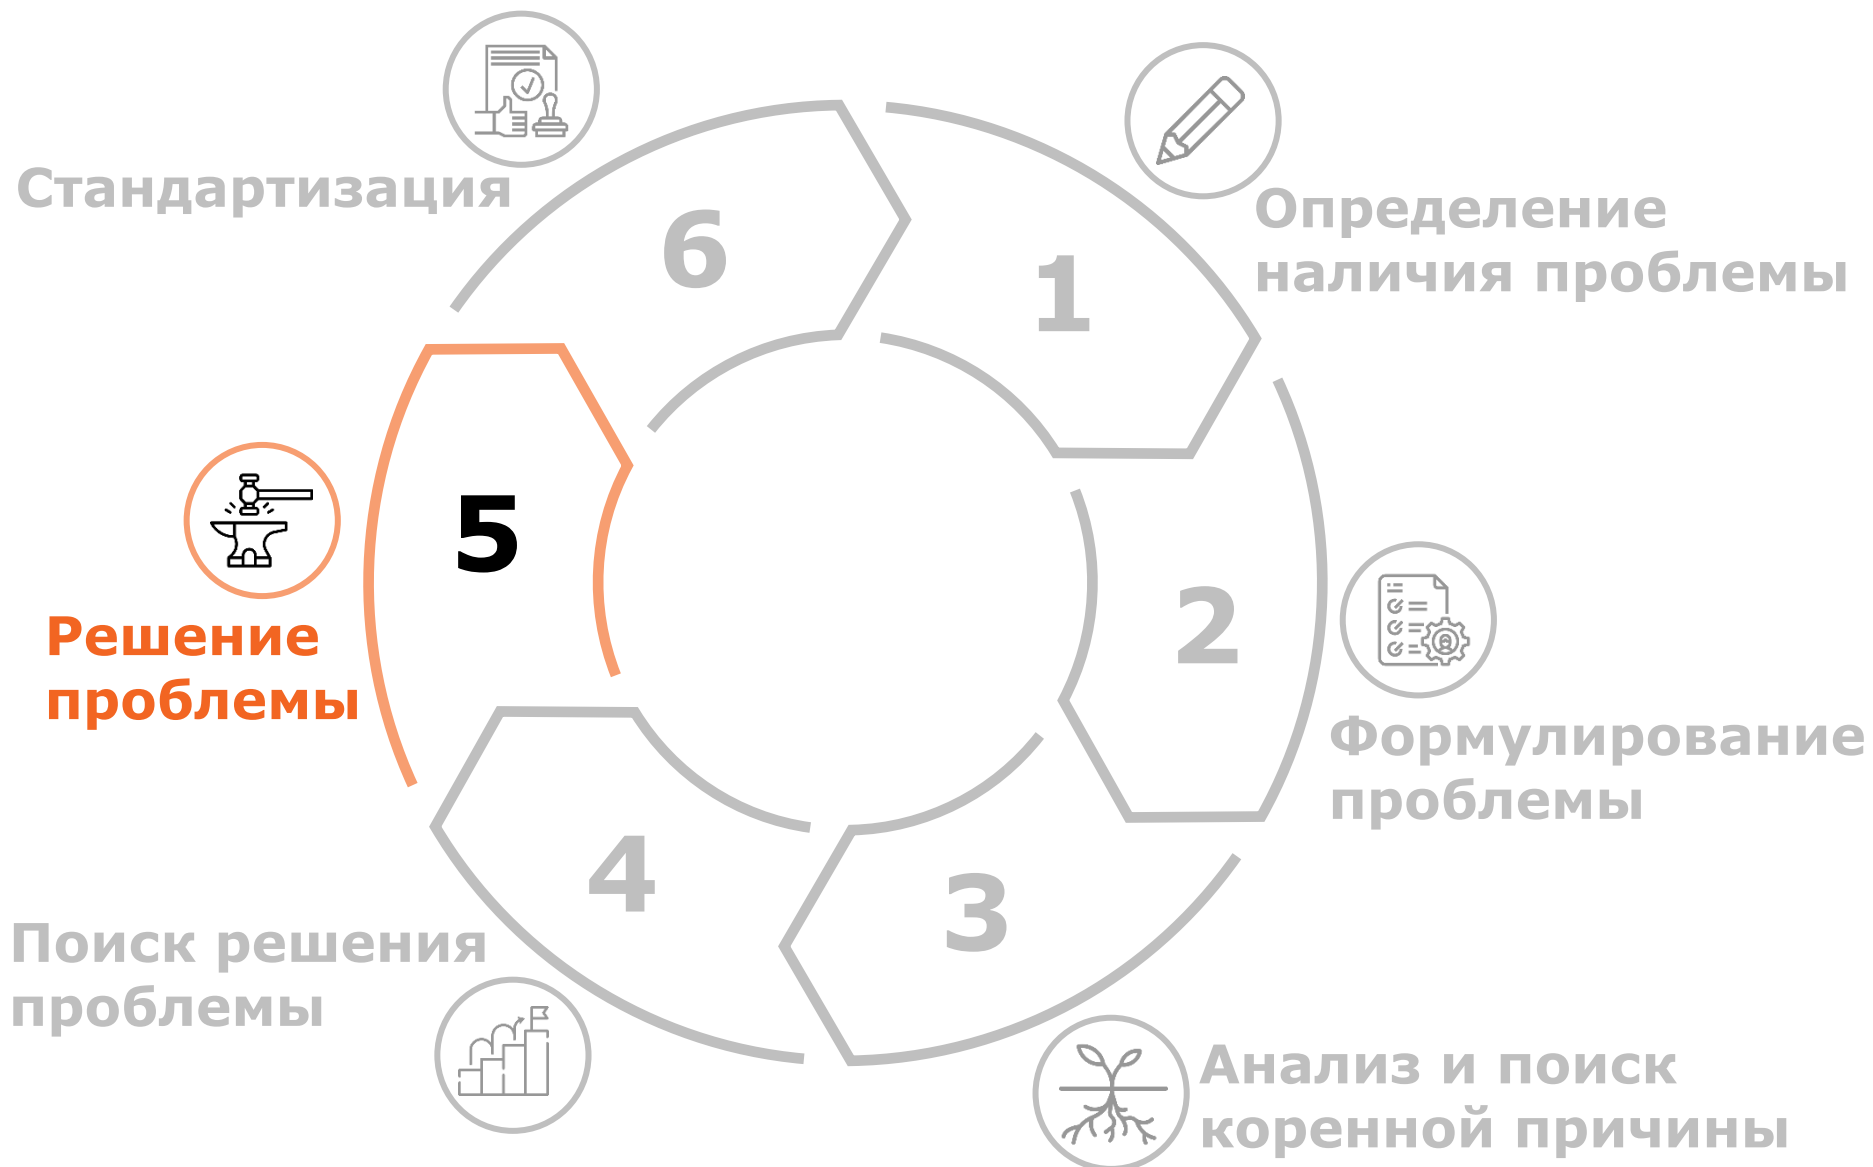 1
Определение
наличия проблемы
2
Формулирование
проблемы
3
Анализ и поиск
коренной причины
4
Поиск решения
проблемы
5
Решение
проблемы
6
Стандартизация